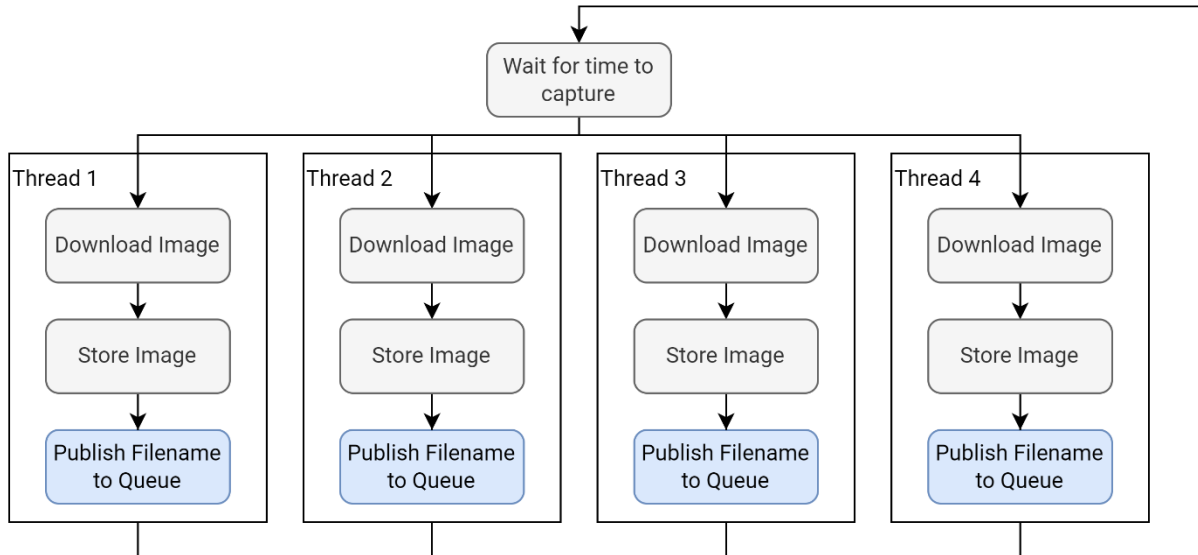 Wait for time to
capture
Thread 1
Thread 2
Thread 3
Thread 4
Download Image
Download Image
Download Image
Download Image
Store Image
Store Image
Store Image
Store Image
Publish Filename
to Queue
Publish Filename
to Queue
Publish Filename
to Queue
Publish Filename
to Queue